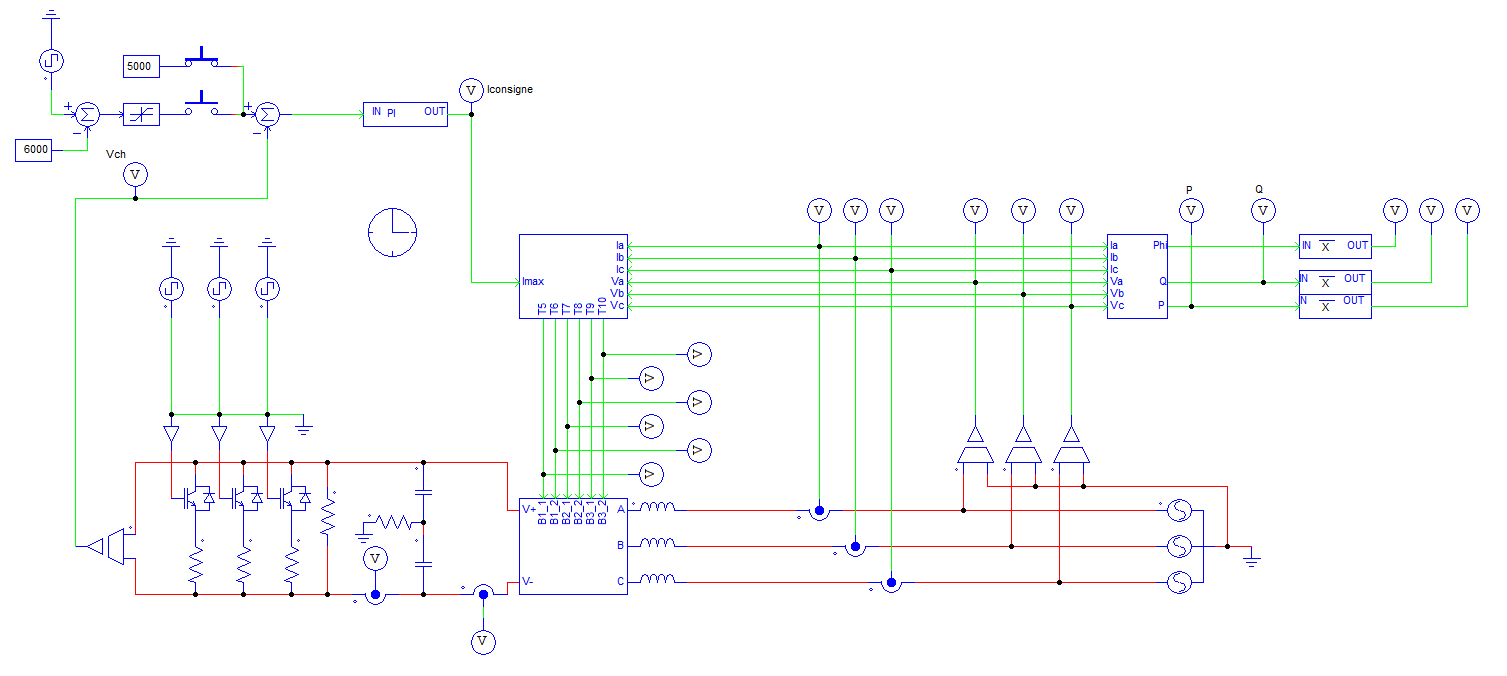 5000
V Iconsigne
IN PI OUT
6000
Vch
V
P
Q
V V V V V V V V V V V
Ia
Ib
Ic
Va
Vb
Vc
Imax
T5 T6 T7 T8 T9 T10
Ia
Ib
Ic
Va
Vb
Vc
Phi
Q
P
IN X OUT
IN X OUT
N X OUT
V
V
V
V
V
V
V+
V-
B1_1 B1_2 B2_1 B2_2 B3_1 B3_2
A
B
C
V
V